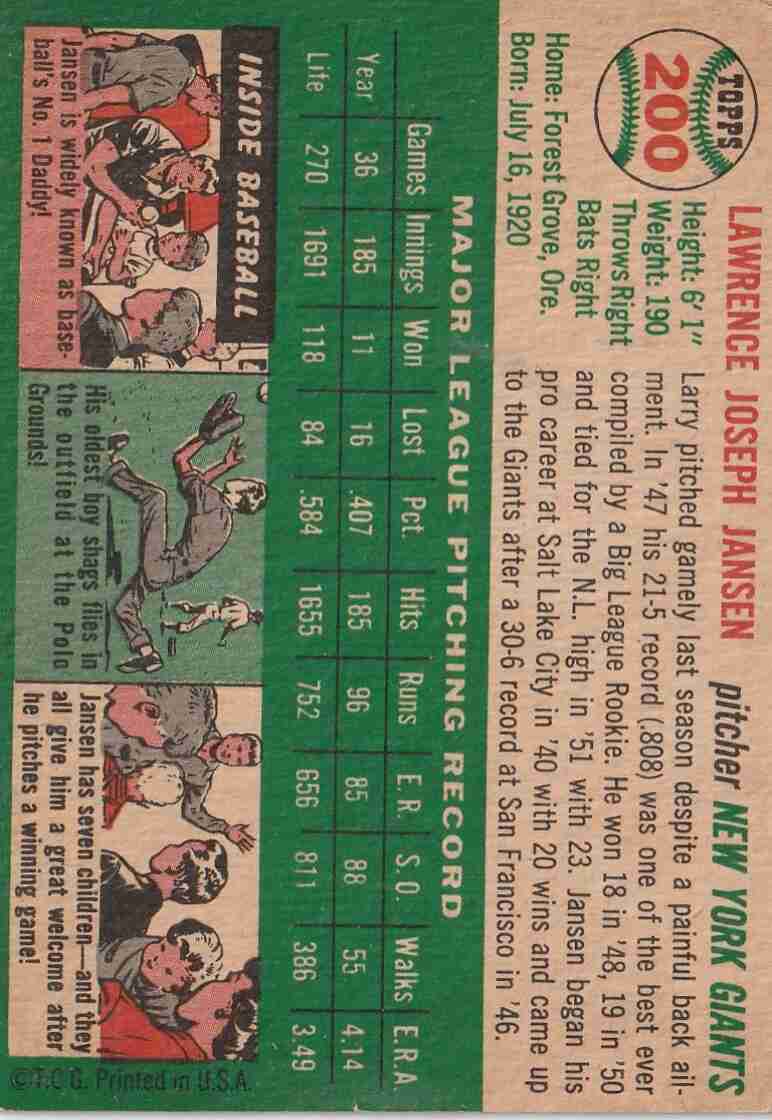 TOPPS
200
LAWRENCE JOSEPH JANSEN pitcher NEW YORK GIANTS
Height: 6'1"
Weight: 190
Throws Right
Bats Right
Home: Forest Grove, Ore.
Born: July 16, 1920
Larry pitched gamely last season despite a painful back ail-
ment. In '47 his 21-5 record (.808) was one of the best ever
compiled by a Big League Rookie. He won 18 in '48, 19 in '50
and tied for the N.L. high in '51 with 23. Jansen began his
pro career at Salt Lake City in '40 with 20 wins and came up
to the Giants after a 30-6 record at San Francisco in '46.
MAJOR LEAGUE PITCHING RECORD
Games Innings Won Lost Pct. Hits Runs E.R. S.O. Walks E.R.A
Year 36 185 11 16 .407 185 96 85 88 55 4.14
Life 270 1691 118 84 .584 1655 752 656 811 386 3.49
INSIDE BASEBALL
Jansen is widely known as base-
ball's No. 1 Daddy!
His oldest boy shags flies in
the outfield at the Polo
Grounds!
Jansen has seven children—and they
all give him a great welcome after
he pitches a winning game!
©T.C.G. Printed in U.S.A.